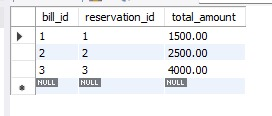 bill_id reservation_id total_amount
1 1 1500.00
2 2 2500.00
3 3 4000.00
NULL NULL NULL